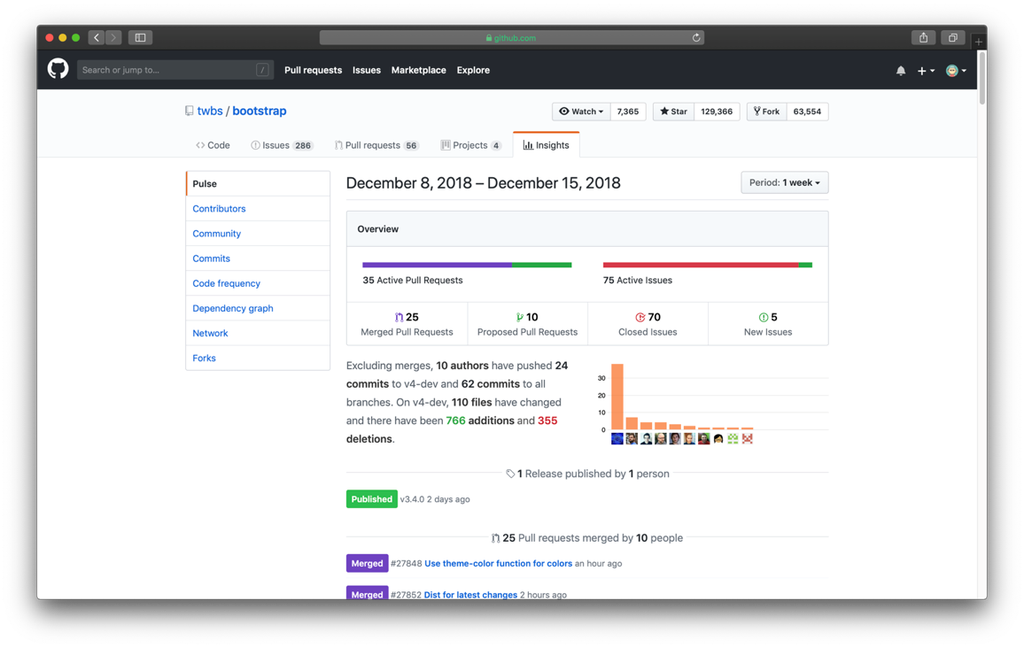 github.com
Search or jump to... /
Pull requests Issues Marketplace Explore
twbs / bootstrap
Watch 7,365 Star 129,366 Fork 63,554
Code Issues 286 Pull requests 56 Projects 4 Insights
Pulse
Contributors
Community
Commits
Code frequency
Dependency graph
Network
Forks
December 8, 2018 – December 15, 2018
Period: 1 week
Overview
35 Active Pull Requests
75 Active Issues
25
Merged Pull Requests
10
Proposed Pull Requests
70
Closed Issues
5
New Issues
Excluding merges, 10 authors have pushed 24
commits to v4-dev and 62 commits to all
branches. On v4-dev, 110 files have changed
and there have been 766 additions and 355
deletions.
30
20
10
0
1 Release published by 1 person
Published v3.4.0 2 days ago
25 Pull requests merged by 10 people
Merged #27848 Use theme-color function for colors an hour ago
Merged #27852 Dist for latest changes 2 hours ago